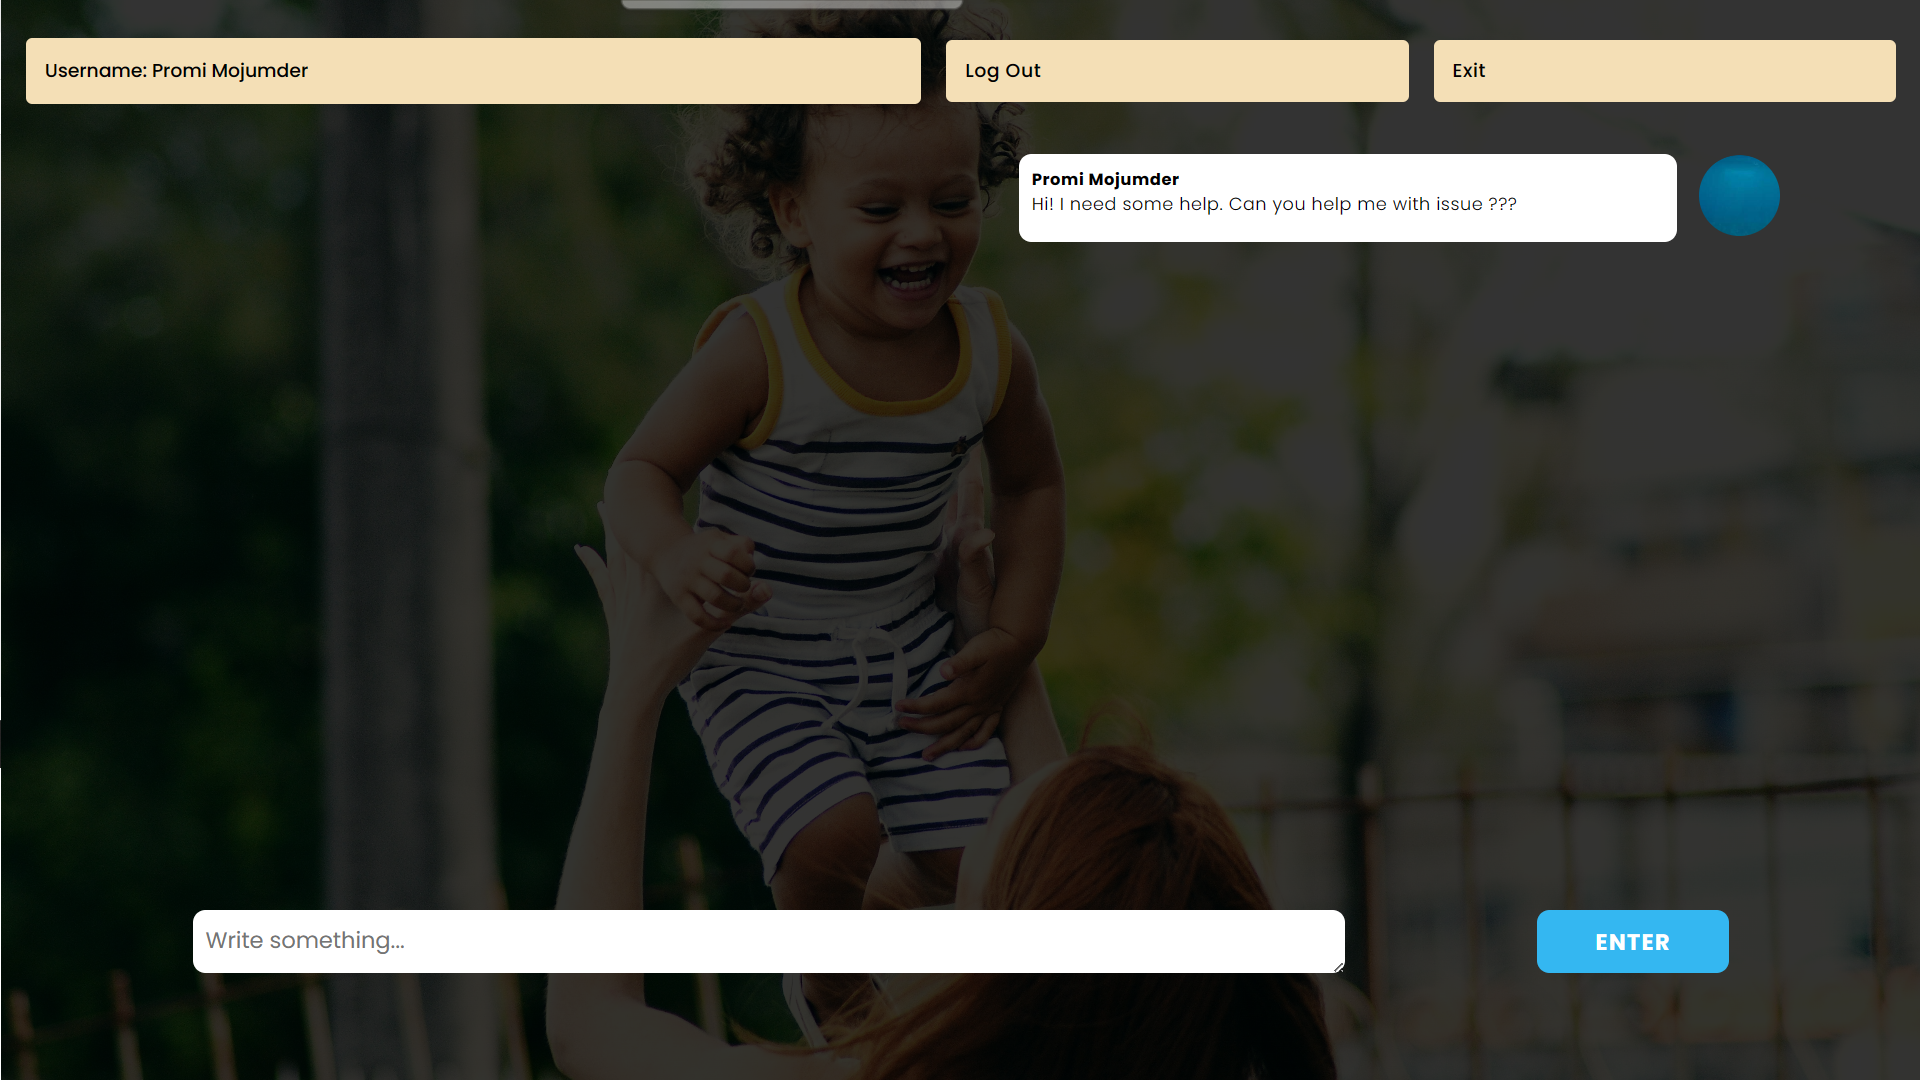 Username: Promi Mojumder
Log Out
Exit
Promi Mojumder
Hi! I need some help. Can you help me with issue ???
Write something...
ENTER